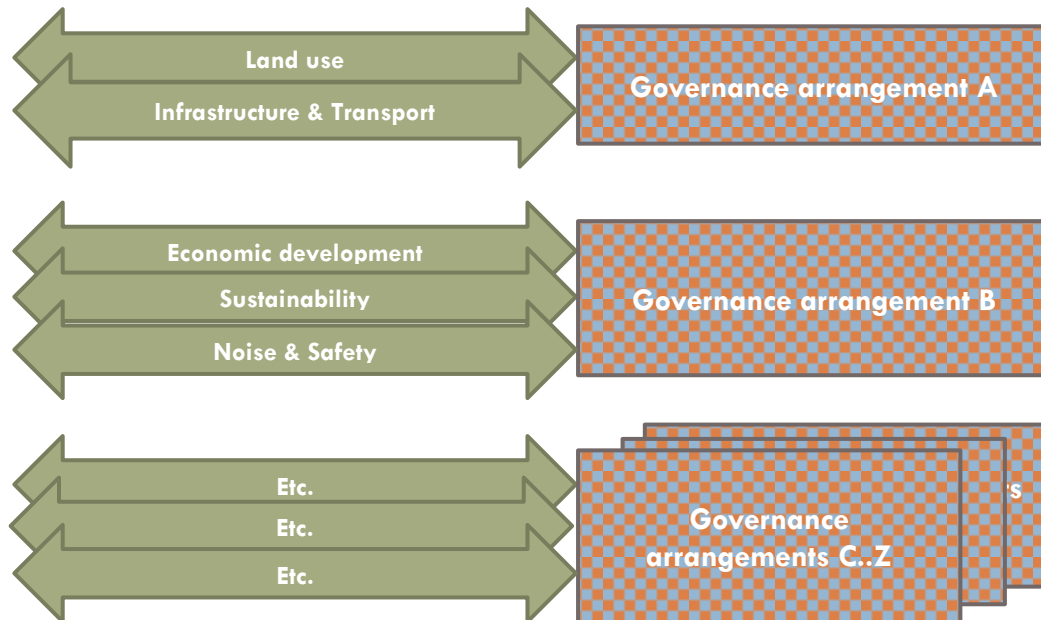 Land use
Infrastructure & Transport
Governance arrangement A
Economic development
Sustainability
Noise & Safety
Governance arrangement B
Etc.
Etc.
Etc.
Governance
arrangements C..Z